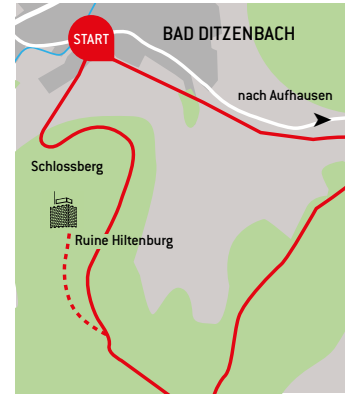 START
BAD DITZENBACH
nach Aufhausen
Schlossberg
Ruine Hiltenburg